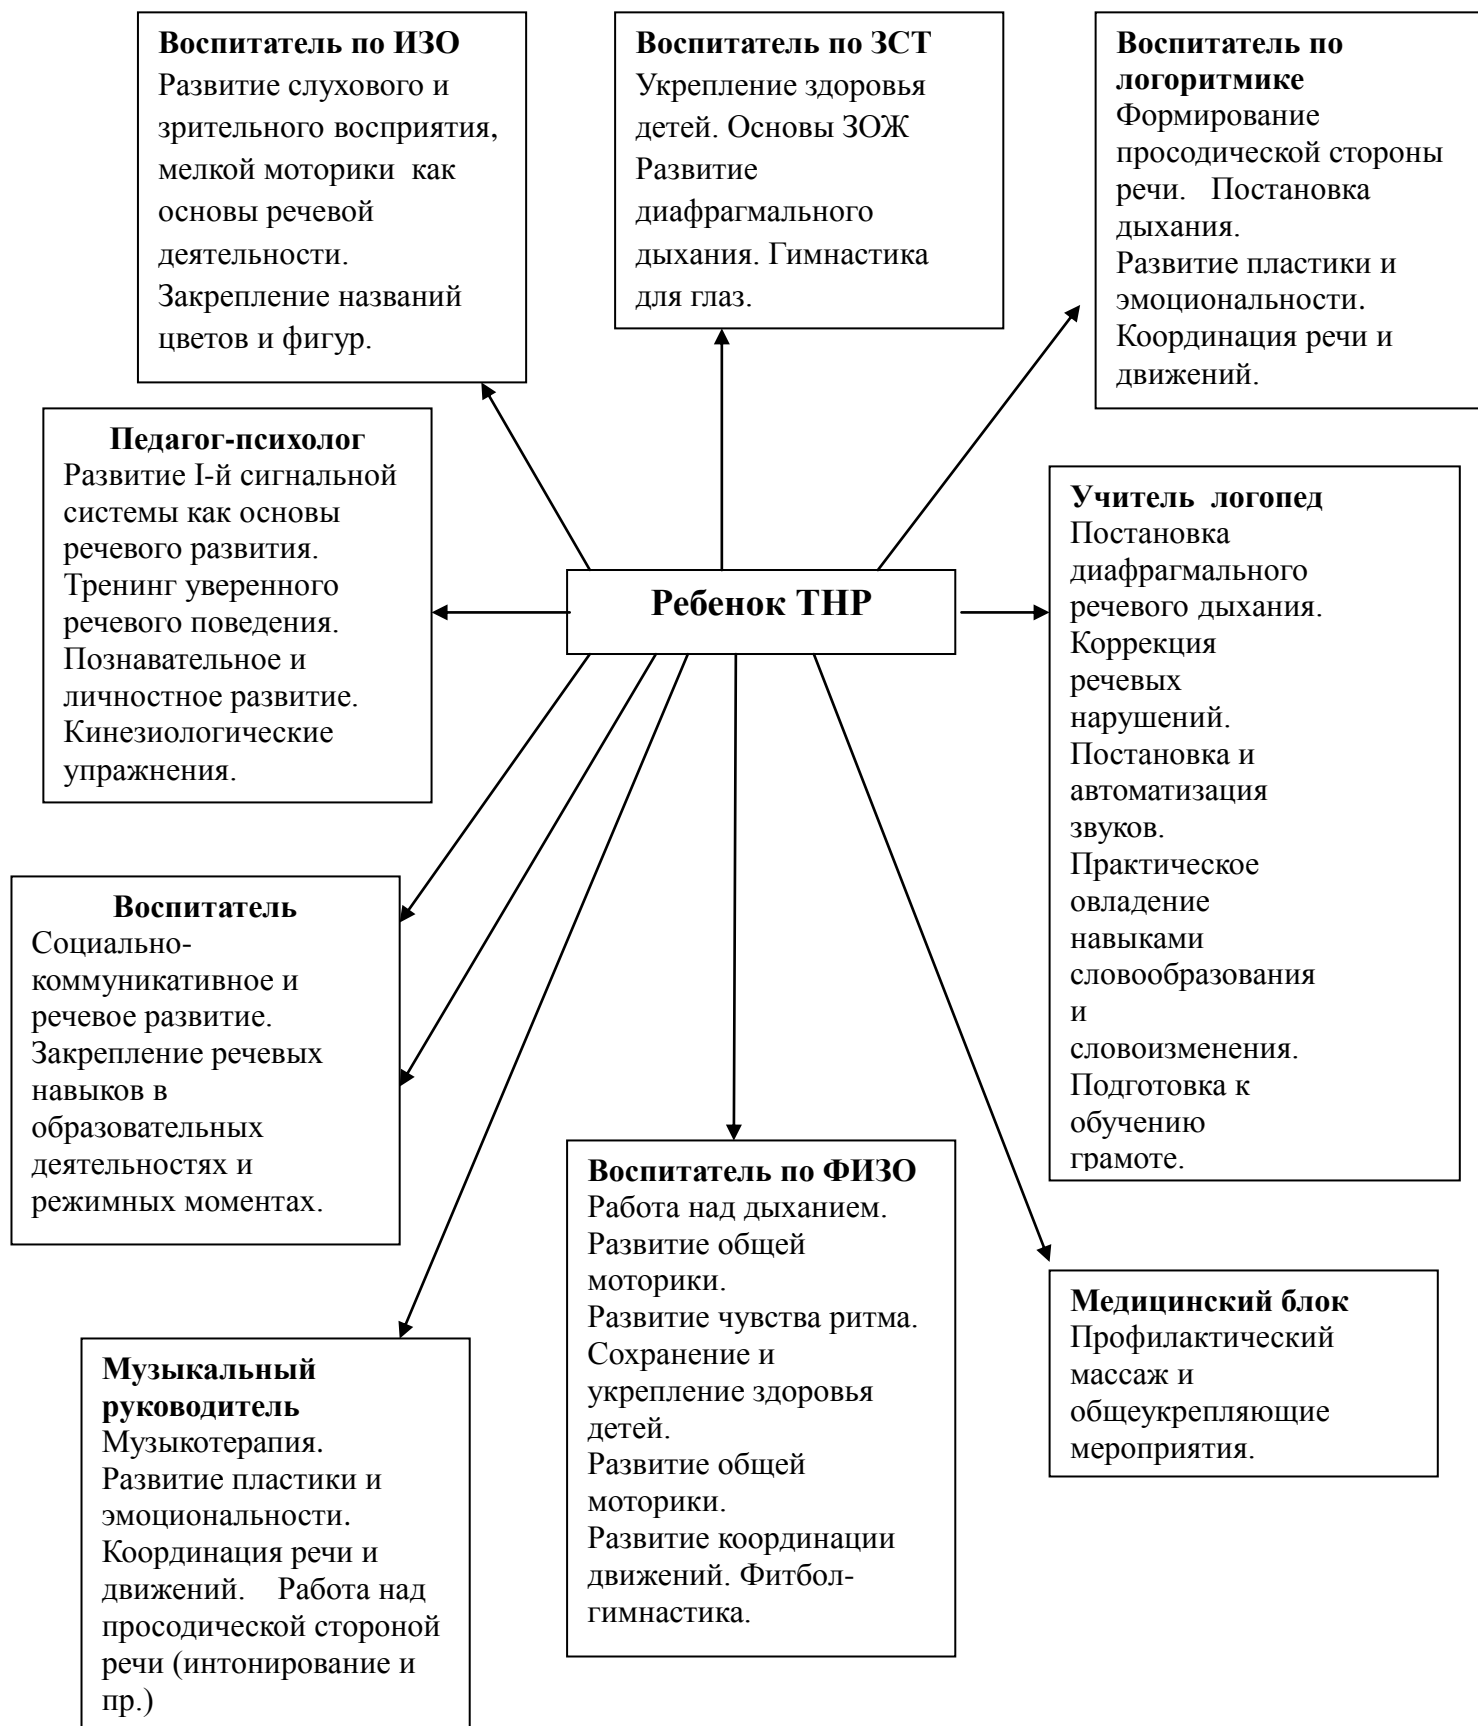 Воспитатель по ИЗО
Развитие слухового и
зрительного восприятия,
мелкой моторики  как
основы речевой
деятельности.
Закрепление названий
цветов и фигур.
Воспитатель по ЗСТ
Укрепление здоровья
детей. Основы ЗОЖ
Развитие
диафрагмального
дыхания. Гимнастика
для глаз.
Воспитатель по
логоритмике
Формирование
просодической стороны
речи.   Постановка
дыхания.
Развитие пластики и
эмоциональности.
Координация речи и
движений.
Педагог-психолог
Развитие I-й сигнальной
системы как основы
речевого развития.
Тренинг уверенного
речевого поведения.
Познавательное и
личностное развитие.
Кинезиологические
упражнения.
Ребенок ТНР
Учитель  логопед
Постановка
диафрагмального
речевого дыхания.
Коррекция
речевых
нарушений.
Постановка и
автоматизация
звуков.
Практическое
овладение
навыками
словообразования
и
словоизменения.
Подготовка к
обучению
грамоте.
Воспитатель
Социально-
коммуникативное и
речевое развитие.
Закрепление речевых
навыков в
образовательных
деятельностях и
режимных моментах.
Воспитатель по ФИЗО
Работа над дыханием.
Развитие общей
моторики.
Развитие чувства ритма.
Сохранение и
укрепление здоровья
детей.
Развитие общей
моторики.
Развитие координации
движений. Фитбол-
гимнастика.
Медицинский блок
Профилактический
массаж и
общеукрепляющие
мероприятия.
Музыкальный
руководитель
Музыкотерапия.
Развитие пластики и
эмоциональности.
Координация речи и
движений.    Работа над
просодической стороной
речи (интонирование и
пр.)